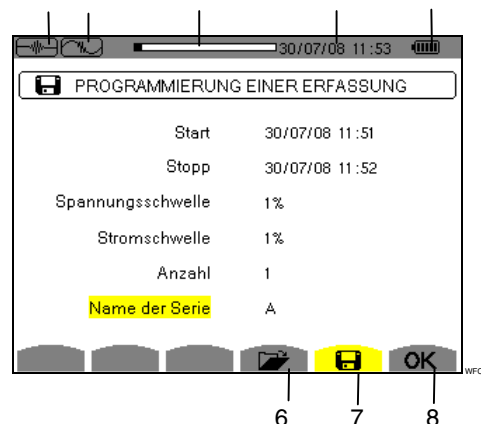 30/07/08 11:53
PROGRAMMIERUNG EINER ERFASSUNG
Start 30/07/08 11:51
Stopp 30/07/08 11:52
Spannungsschwelle 1%
Stromschwelle 1%
Anzahl 1
Name der Serie A
OK
WFC
6 7 8